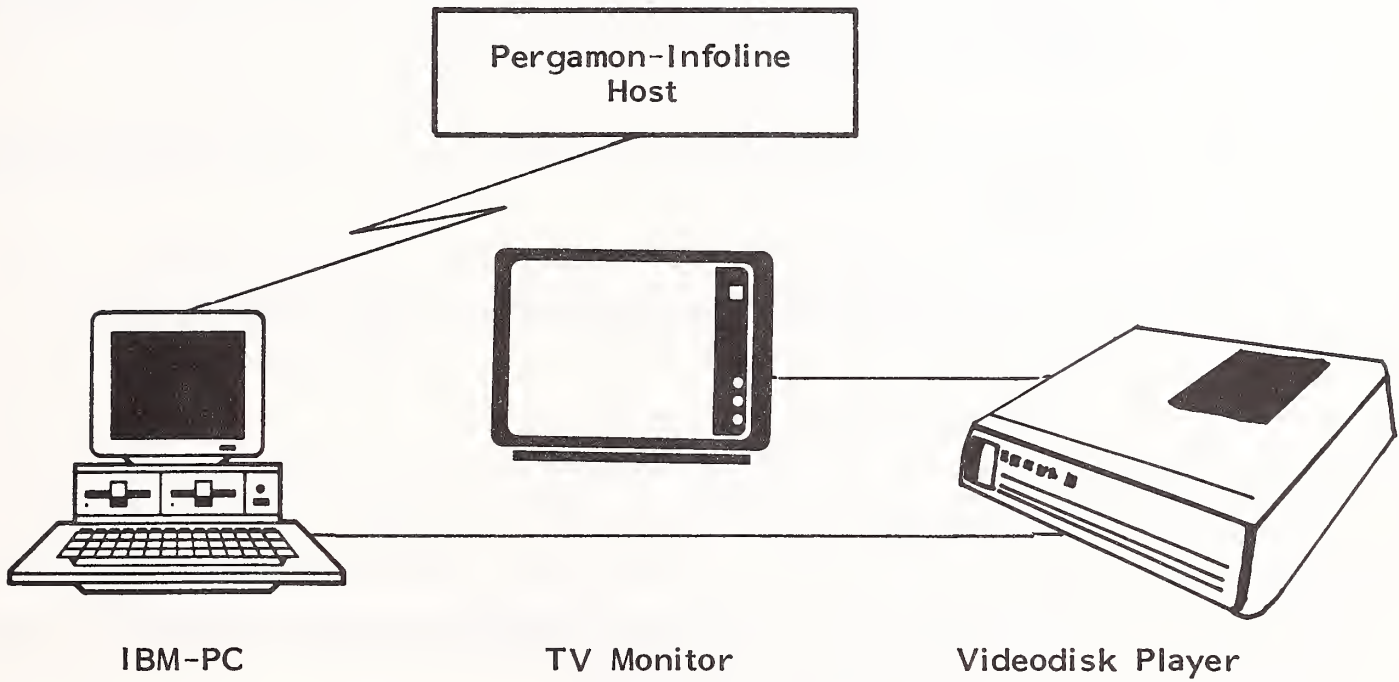 Pergamon-Infoline
Host
IBM-PC
TV Monitor
Videodisk Player